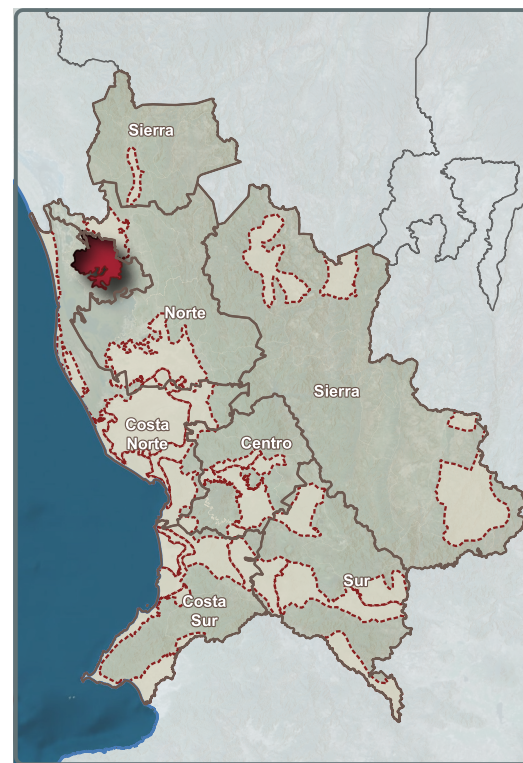 Sierra
Norte
Sierra
Costa
Norte
Centro
Sur
Costa
Sur